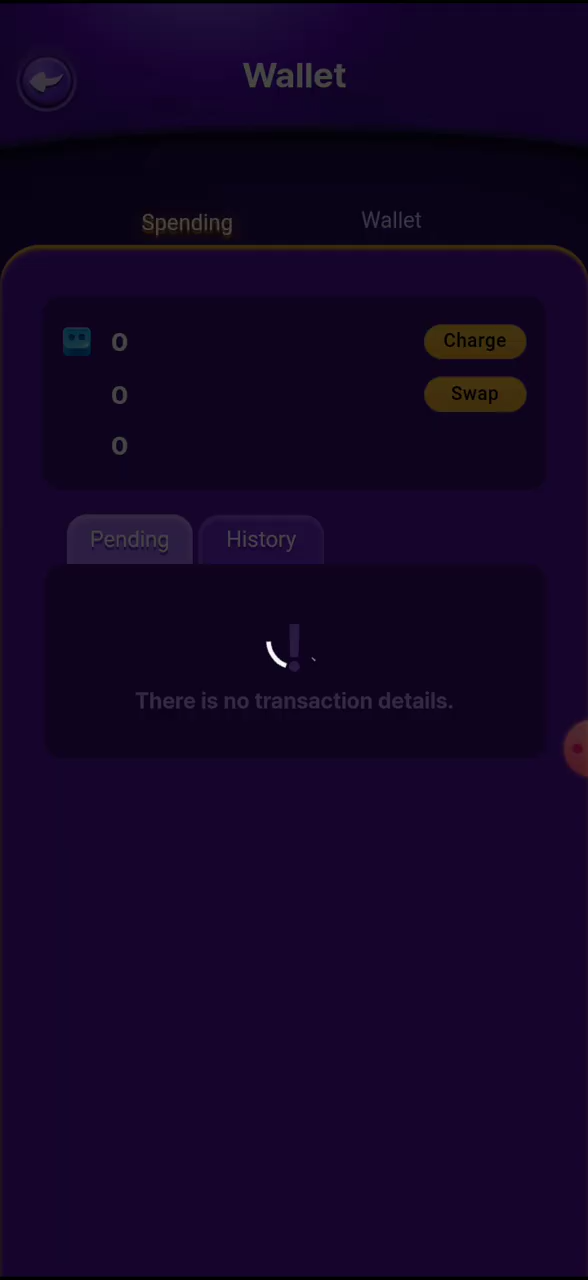 Wallet
Spending
Wallet
0
Charge
0
Swap
0
Pending
History
There is no transaction details.